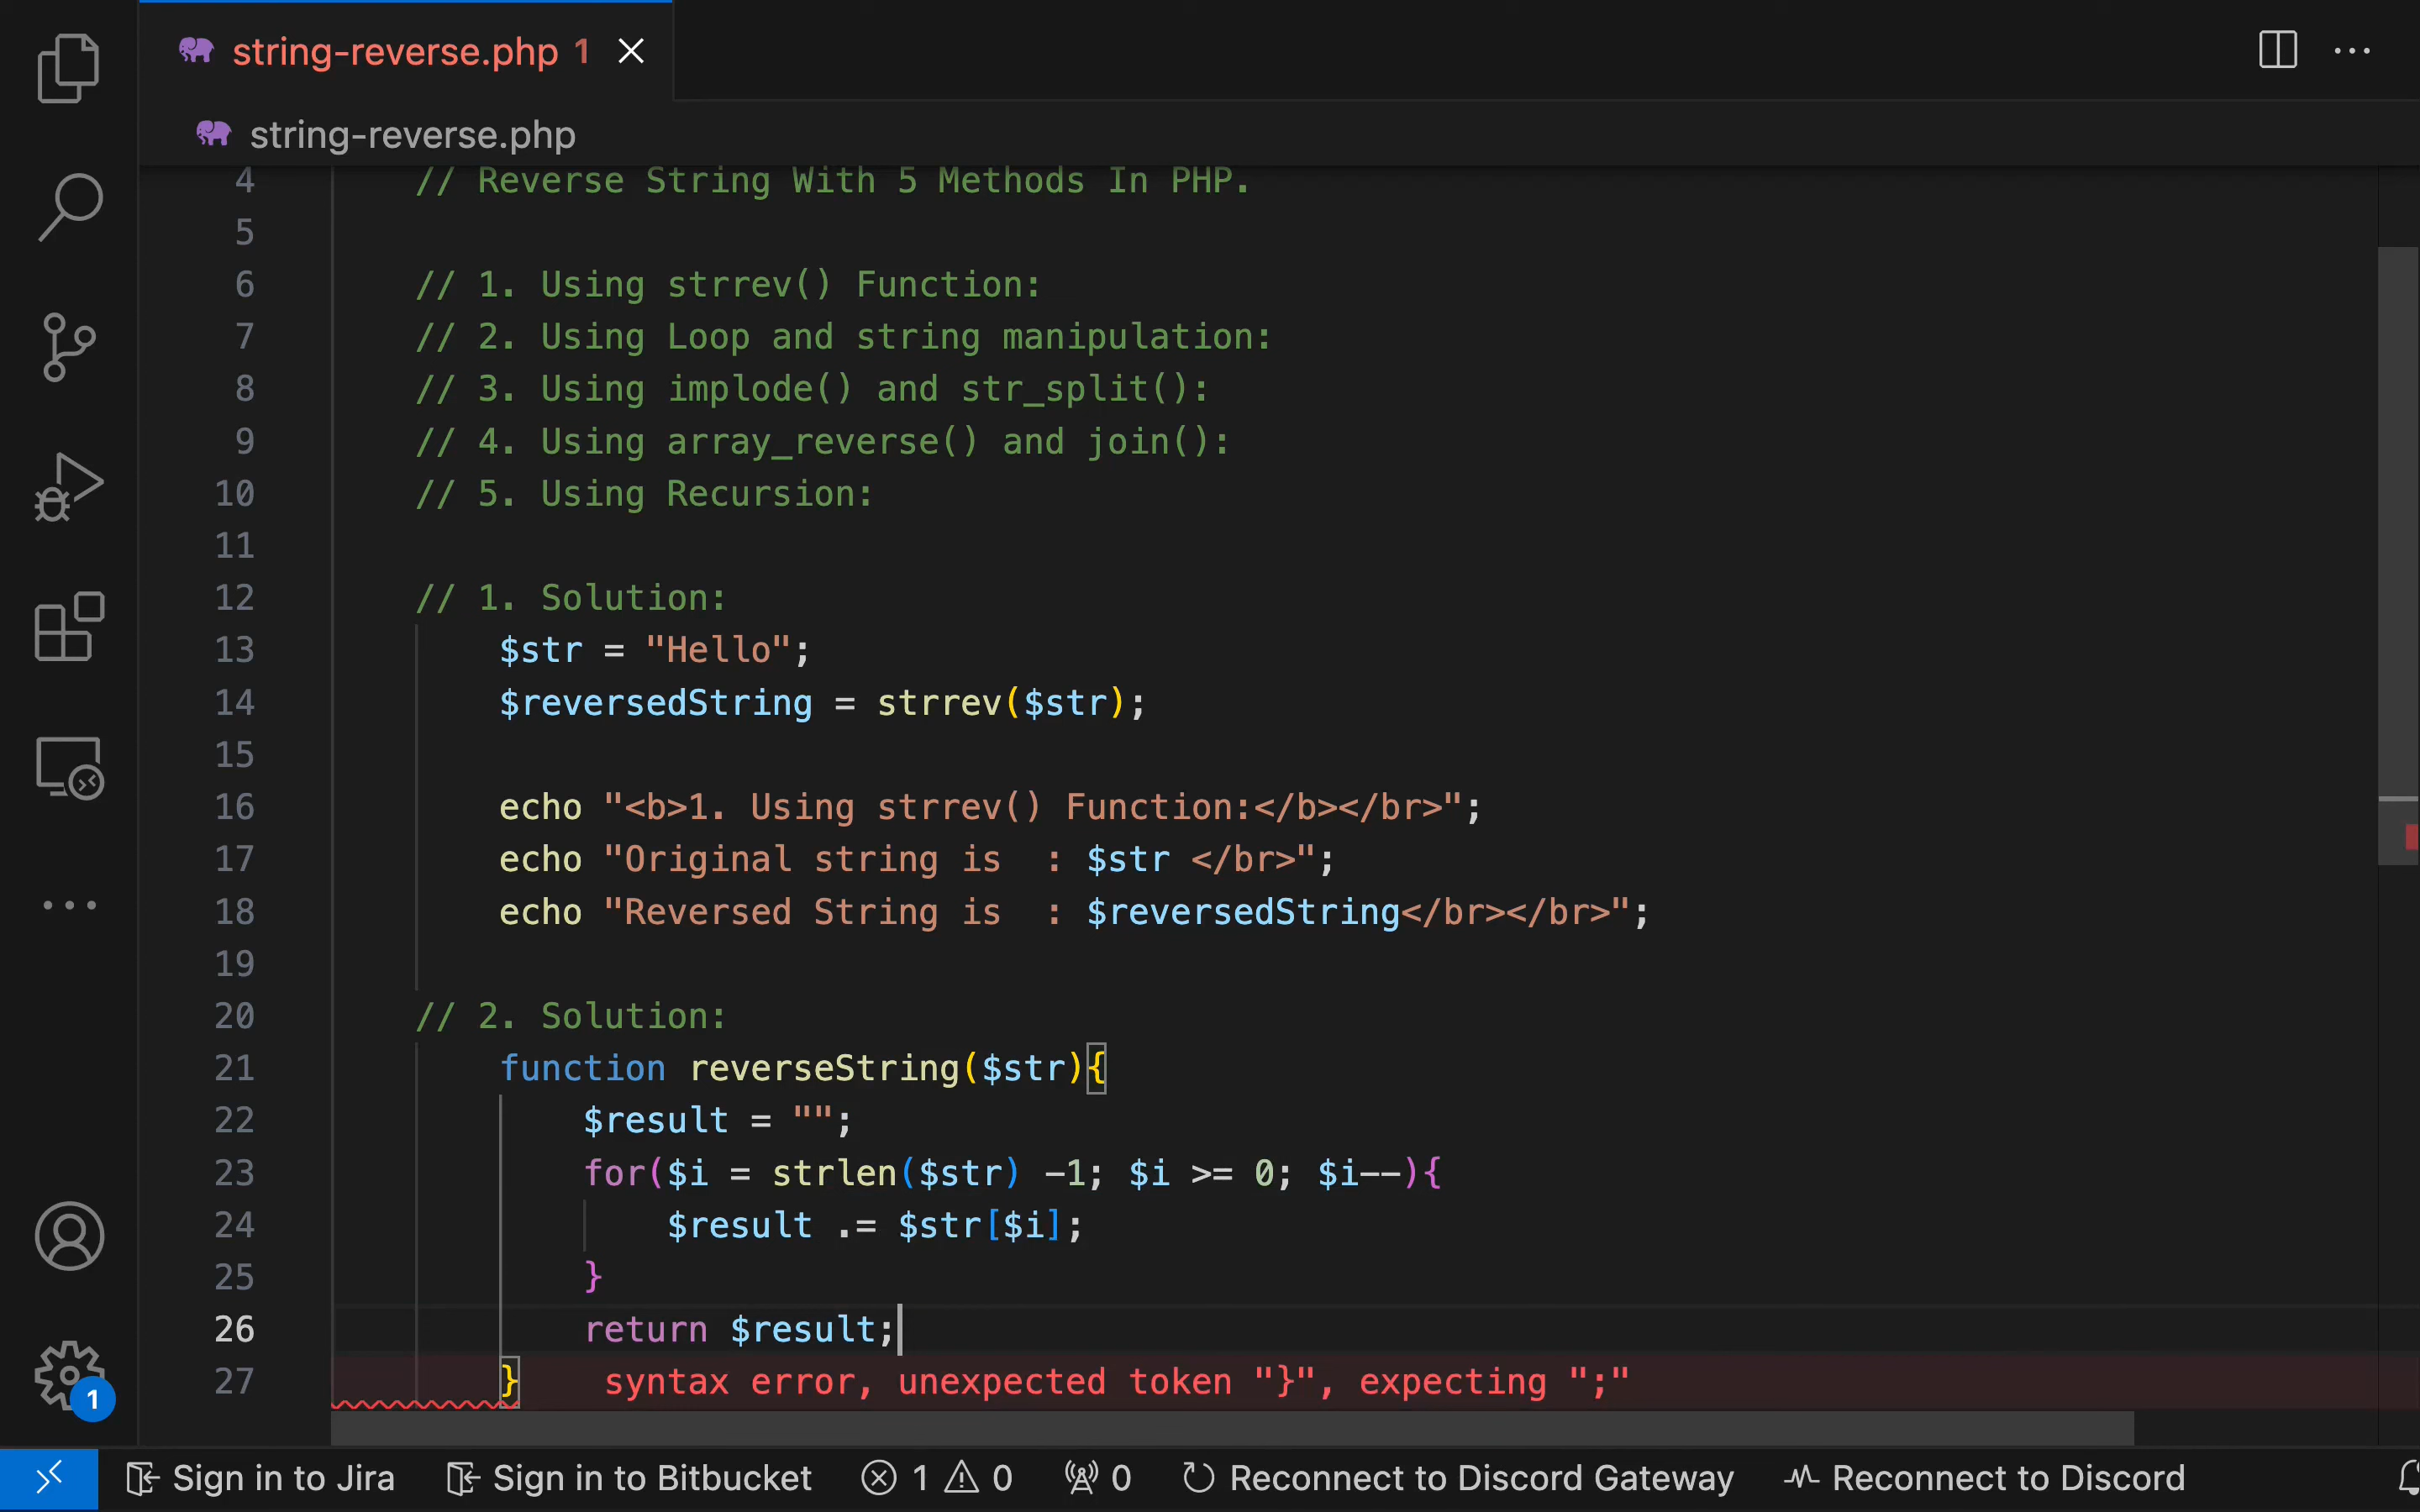 string-reverse.php 1
string-reverse.php
4 // Reverse String With 5 Methods In PHP.
5
6 // 1. Using strrev() Function:
7 // 2. Using Loop and string manipulation:
8 // 3. Using implode() and str_split():
9 // 4. Using array_reverse() and join():
10 // 5. Using Recursion:
11
12 // 1. Solution:
13 $str = "Hello";
14 $reversedString = strrev($str);
15
16 echo "<b>1. Using strrev() Function:</b></br>";
17 echo "Original string is  : $str </br>";
18 echo "Reversed String is  : $reversedString</br></br>";
19
20 // 2. Solution:
21 function reverseString($str){
22 $result = "";
23 for($i = strlen($str) -1; $i >= 0; $i--){
24 $result .= $str[$i];
25 }
26 return $result;
27 } syntax error, unexpected token "}", expecting ";"
1
Sign in to Jira Sign in to Bitbucket 1 0 0 Reconnect to Discord Gateway Reconnect to Discord